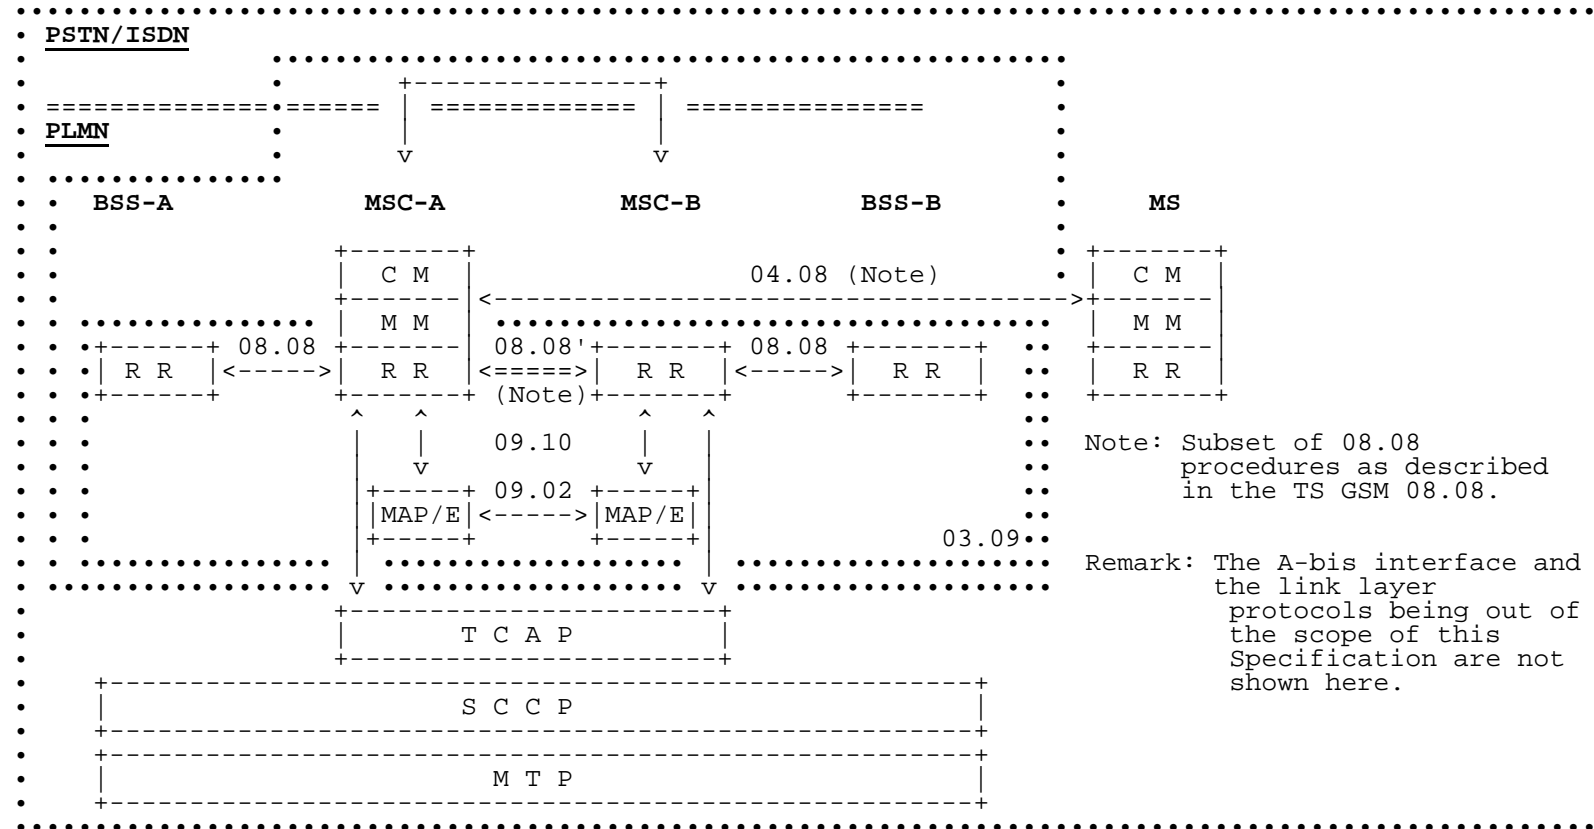 PSTN/ISDN
PLMN
BSS-A MSC-A MSC-B BSS-B MS
C M 04.08 (Note) C M
M M M M
08.08 08.08' 08.08
R R R R R R R R R R
(Note)
09.10
09.02
MAP/E MAP/E
03.09
Note: Subset of 08.08
procedures as described
in the TS GSM 08.08.
Remark: The A-bis interface and
the link layer
protocols being out of
the scope of this
Specification are not
shown here.
T C A P
S C C P
M T P